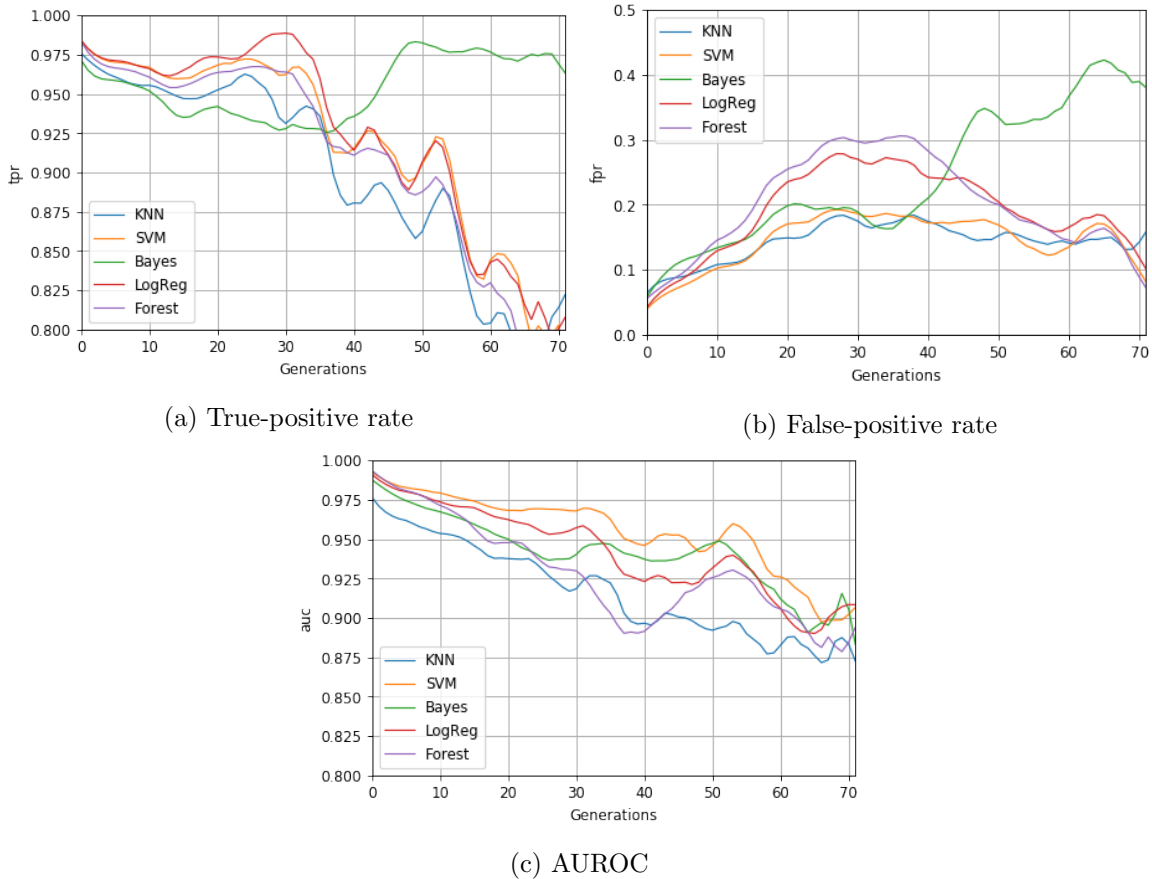 1.000
0.975
0.950
0.925
0.900
0.875
0.850
0.825
0.800
tpr
KNN
SVM
Bayes
LogReg
Forest
0 10 20 30 40 50 60 70
Generations
(a) True-positive rate
0.5
0.4
0.3
0.2
0.1
0.0
fpr
KNN
SVM
Bayes
LogReg
Forest
0 10 20 30 40 50 60 70
Generations
(b) False-positive rate
1.000
0.975
0.950
0.925
0.900
0.875
0.850
0.825
0.800
auc
KNN
SVM
Bayes
LogReg
Forest
0 10 20 30 40 50 60 70
Generations
(c) AUROC